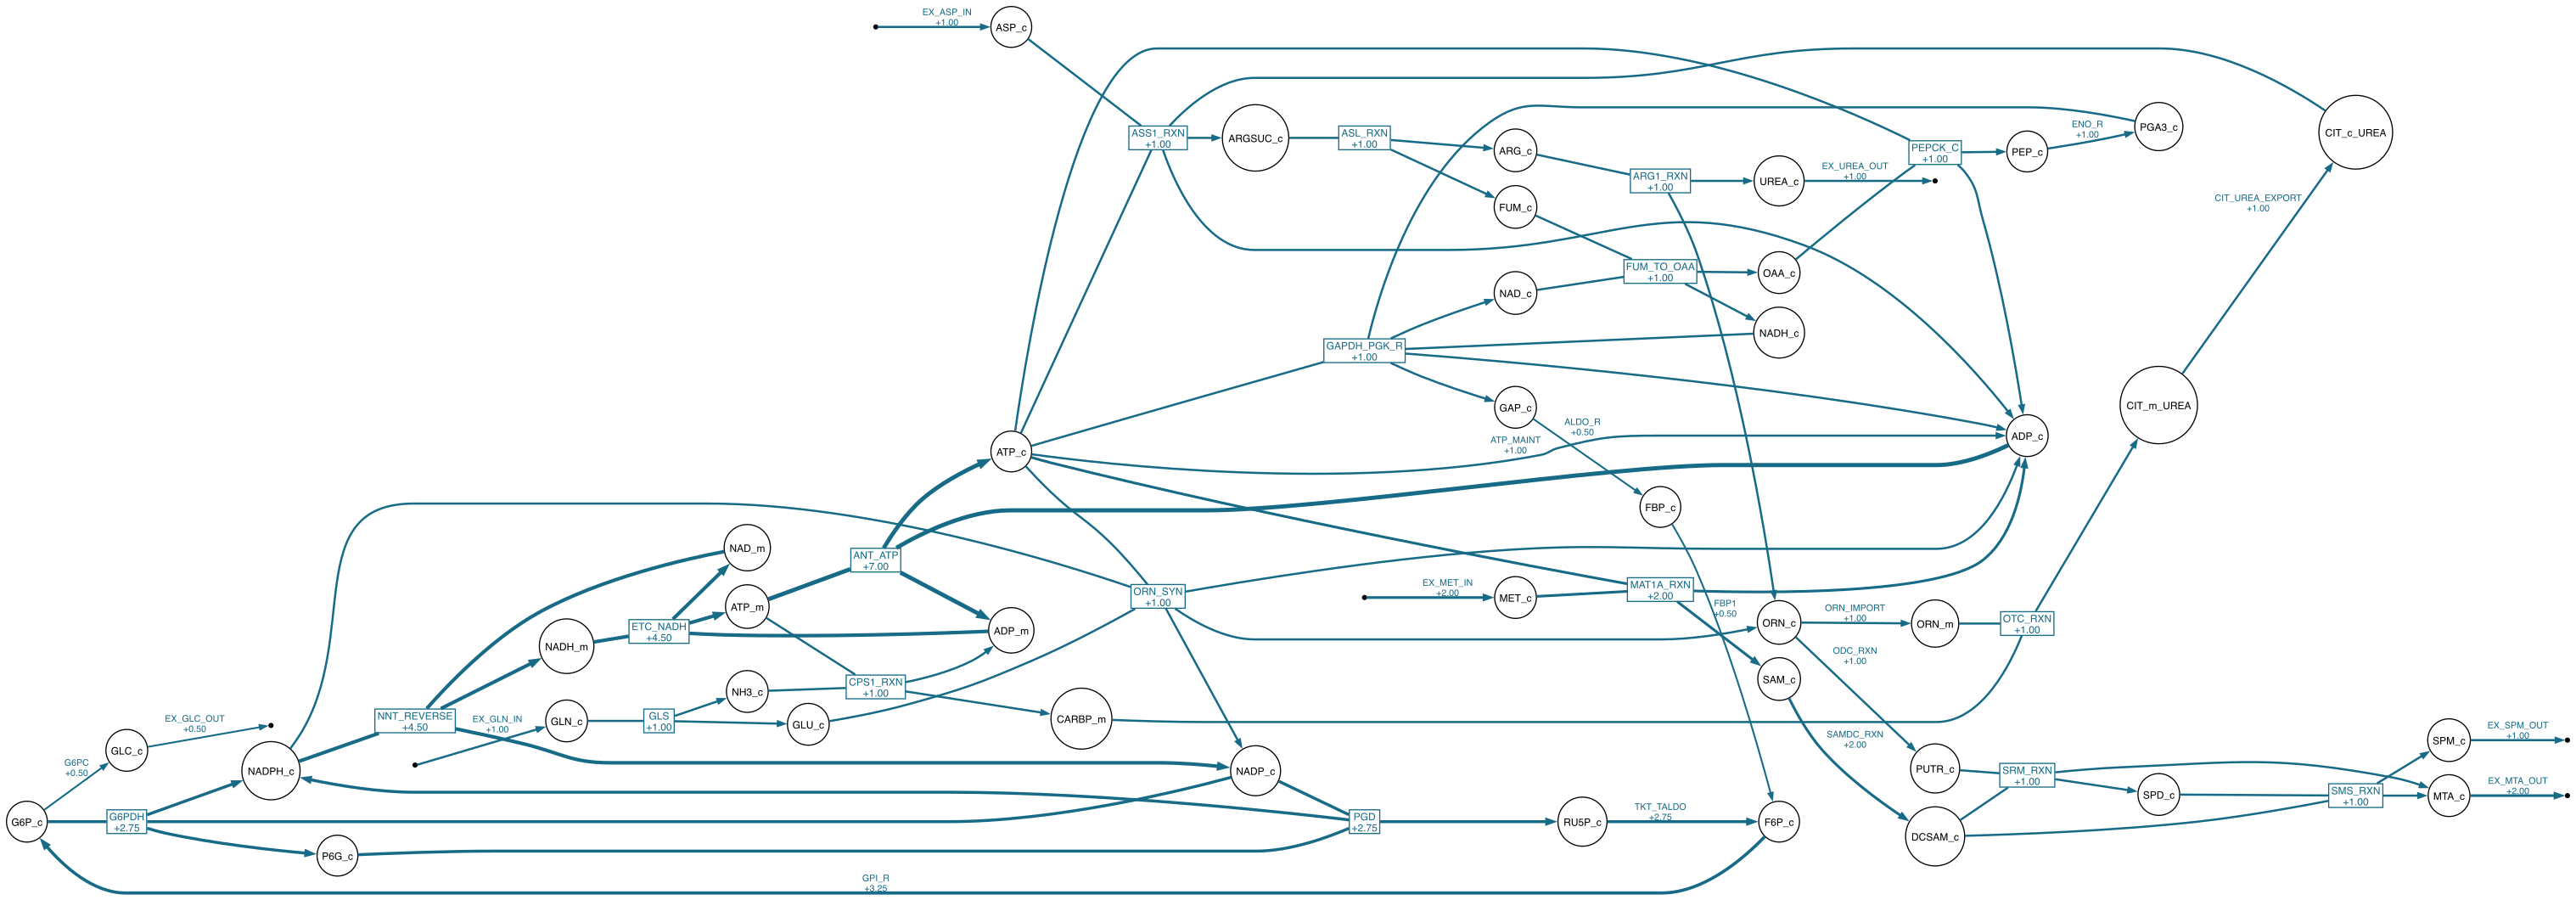 EX_ASP_IN
+1.00
ASP_c
ASS1_RXN
+1.00
ARGSUC_c
ASL_RXN
+1.00
ARG_c
FUM_c
ARG1_RXN
+1.00
UREA_c
EX_UREA_OUT
+1.00
PEPCK_C
+1.00
PEP_c
ENO_R
+1.00
PGA3_c
CIT_c_UREA
CIT_UREA_EXPORT
+1.00
FUM_TO_OAA
+1.00
OAA_c
NAD_c
NADH_c
GAPDH_PGK_R
+1.00
GAP_c
ALDO_R
+0.50
CIT_m_UREA
ATP_c
ATP_MAINT
+1.00
ADP_c
FBP_c
NAD_m
ANT_ATP
+7.00
ATP_m
ETC_NADH
+4.50
NADH_m
ADP_m
ORN_SYN
+1.00
EX_MET_IN
+2.00
MET_c
MAT1A_RXN
+2.00
FBP1
+0.50
ORN_c
ORN_IMPORT
+1.00
ORN_m
OTC_RXN
+1.00
ODC_RXN
+1.00
SAM_c
NH3_c
CPS1_RXN
+1.00
CARBP_m
NNT_REVERSE
+4.50
EX_GLN_IN
+1.00
GLN_c
GLS
+1.00
GLU_c
EX_GLC_OUT
+0.50
GLC_c
G6PC
+0.50
NADPH_c
NADP_c
SAMDC_RXN
+2.00
PUTR_c
SRM_RXN
+1.00
SPD_c
SMS_RXN
+1.00
SPM_c
EX_SPM_OUT
+1.00
MTA_c
EX_MTA_OUT
+2.00
G6P_c
G6PDH
+2.75
P6G_c
PGD
+2.75
RU5P_c
TKT_TALDO
+2.75
F6P_c
DCSAM_c
GPI_R
+3.25